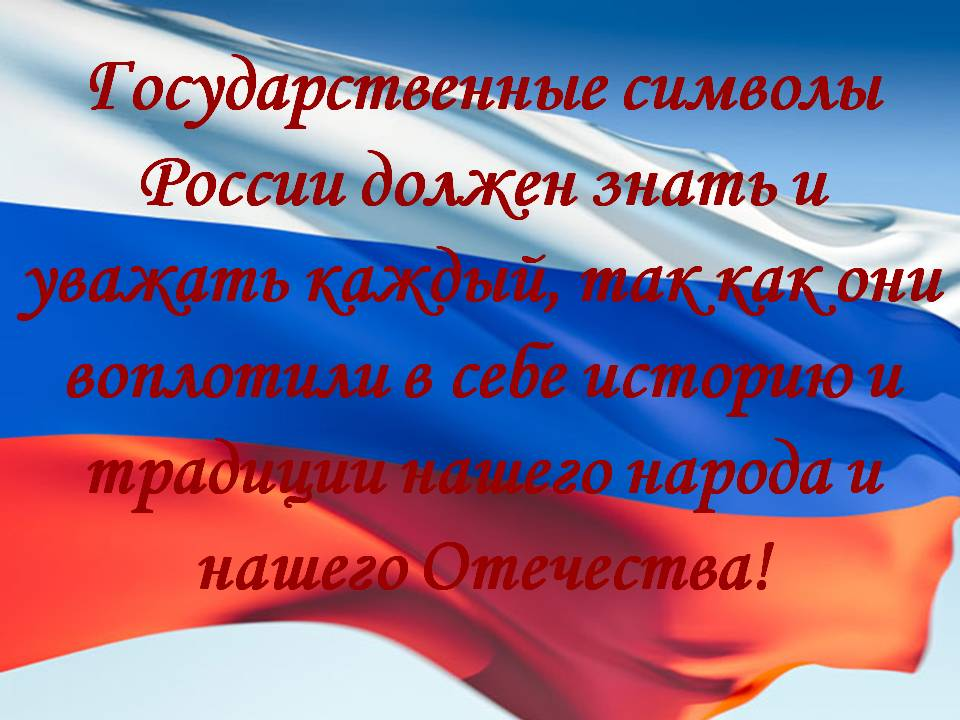 Государственные символы
России должен знать и
уважать каждый, так как они
воплотили в себе историю и
традиции нашего народа и
нашего Отечества!